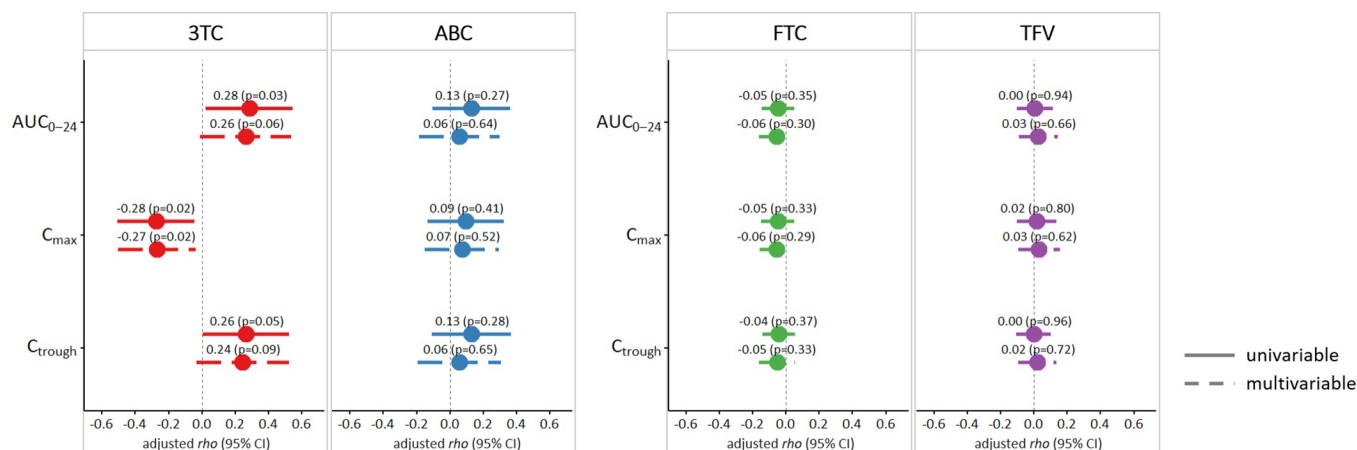 3TC ABC FTC TFV
0.28 (p=0.03) 0.13 (p=0.27) -0.05 (p=0.35) 0.00 (p=0.94)
AUC0–24 AUC0–24
0.26 (p=0.06) 0.06 (p=0.64) -0.06 (p=0.30) 0.03 (p=0.66)
-0.28 (p=0.02) 0.09 (p=0.41) -0.05 (p=0.33) 0.02 (p=0.80)
Cmax Cmax
-0.27 (p=0.02) 0.07 (p=0.52) -0.06 (p=0.29) 0.03 (p=0.62)
0.26 (p=0.05) 0.13 (p=0.28) -0.04 (p=0.37) 0.00 (p=0.96)
Ctrough Ctrough
0.24 (p=0.09) 0.06 (p=0.65) -0.05 (p=0.33) 0.02 (p=0.72)
univariable
multivariable
-0.6 -0.4 -0.2 0.0 0.2 0.4 0.6 -0.6 -0.4 -0.2 0.0 0.2 0.4 0.6 -0.6 -0.4 -0.2 0.0 0.2 0.4 0.6 -0.6 -0.4 -0.2 0.0 0.2 0.4 0.6
adjusted rho (95% CI) adjusted rho (95% CI) adjusted rho (95% CI) adjusted rho (95% CI)